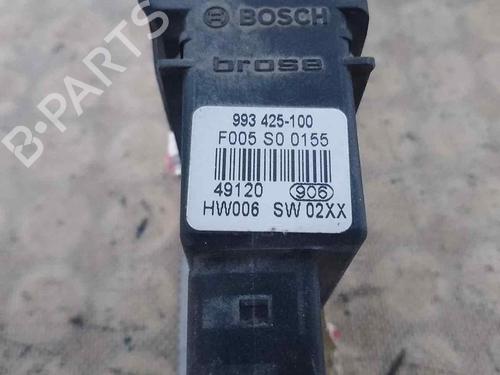 BOSCH
brose
993 425-100
F005 S0 0155
49120 906
HW006 SW 02XX
B-PARTS